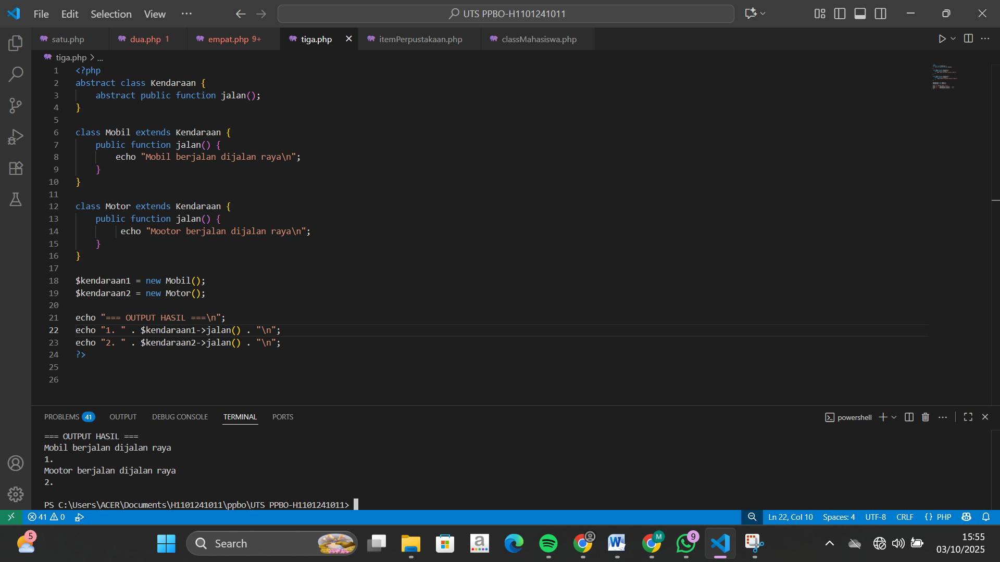 File Edit Selection View ··· UTS PPBO-H1101241011
satu.php dua.php 1 empat.php 9+ tiga.php itemPerpustakaan.php classMahasiswa.php
tiga.php > ...
1 <?php
2 abstract class Kendaraan {
3 abstract public function jalan();
4 }
5
6 class Mobil extends Kendaraan {
7 public function jalan() {
8 echo "Mobil berjalan dijalan raya\n";
9 }
10 }
11
12 class Motor extends Kendaraan {
13 public function jalan() {
14 echo "Mootor berjalan dijalan raya\n";
15 }
16 }
17
18 $kendaraan1 = new Mobil();
19 $kendaraan2 = new Motor();
20
21 echo "=== OUTPUT HASIL ===\n";
22 echo "1. " . $kendaraan1->jalan() . "\n";
23 echo "2. " . $kendaraan2->jalan() . "\n";
24 ?>
25
26
PROBLEMS 41 OUTPUT DEBUG CONSOLE TERMINAL PORTS powershell
=== OUTPUT HASIL ===
Mobil berjalan dijalan raya
1.
Mootor berjalan dijalan raya
2.
PS C:\Users\ACER\Documents\H1101241011\ppbo\UTS PPBO-H1101241011>
41 0 Ln 22, Col 10 Spaces: 4 UTF-8 CRLF {} PHP
5 Search a M 9 15:55
03/10/2025